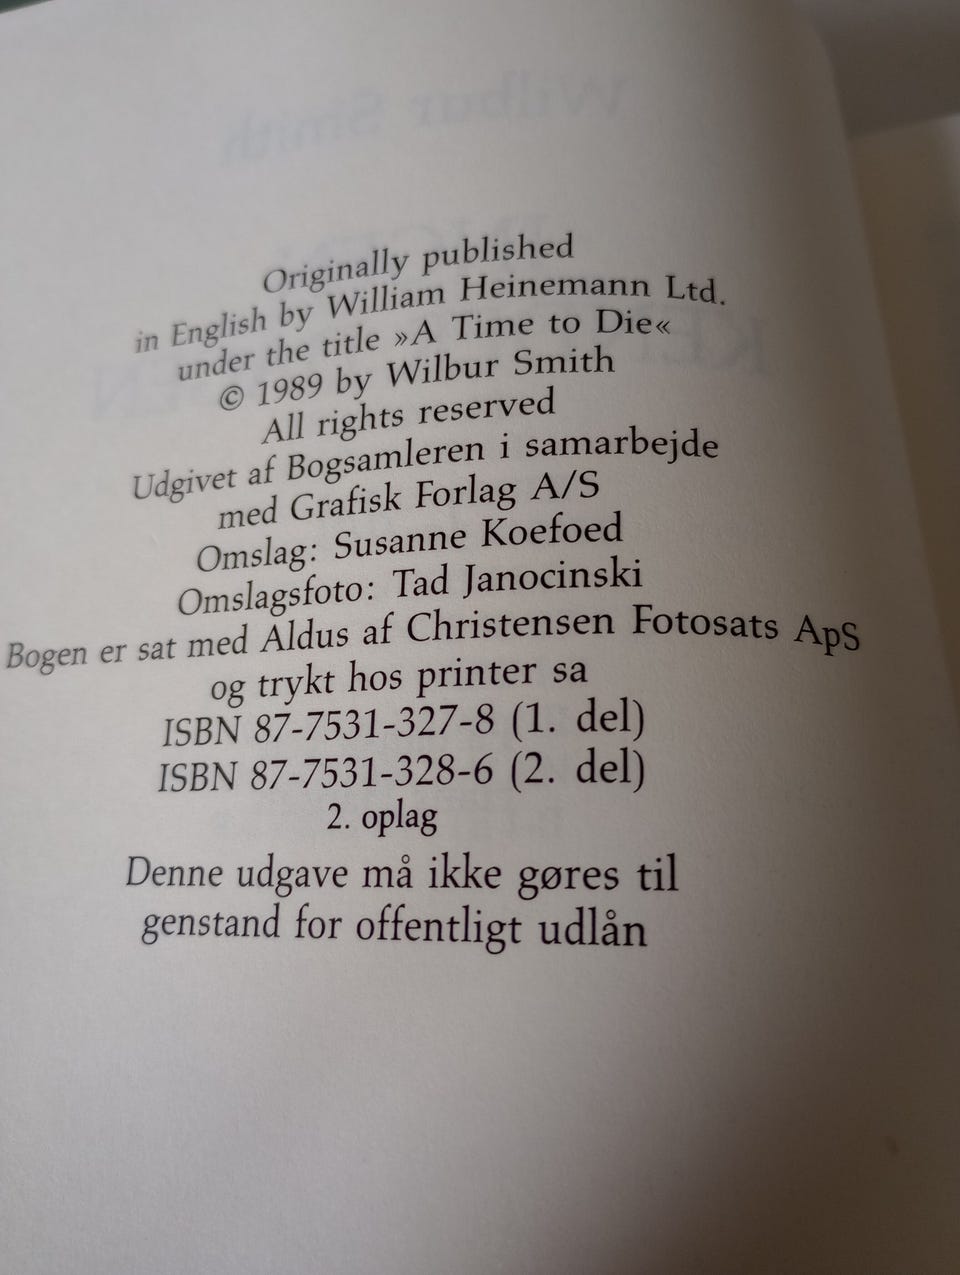 Originally published
in English by William Heinemann Ltd.
under the title »A Time to Die«
© 1989 by Wilbur Smith
All rights reserved
Udgivet af Bogsamleren i samarbejde
med Grafisk Forlag A/S
Omslag: Susanne Koefoed
Omslagsfoto: Tad Janocinski
Bogen er sat med Aldus af Christensen Fotosats ApS
og trykt hos printer sa
ISBN 87-7531-327-8 (1. del)
ISBN 87-7531-328-6 (2. del)
2. oplag
Denne udgave må ikke gøres til
genstand for offentligt udlån